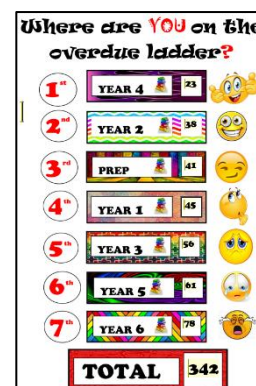 Where are YOU on the
overdue ladder?
1st YEAR 4 23
2nd YEAR 2 38
3rd PREP 41
4th YEAR 1 45
5th YEAR 3 56
6th YEAR 5 61
7th YEAR 6 78
TOTAL 342